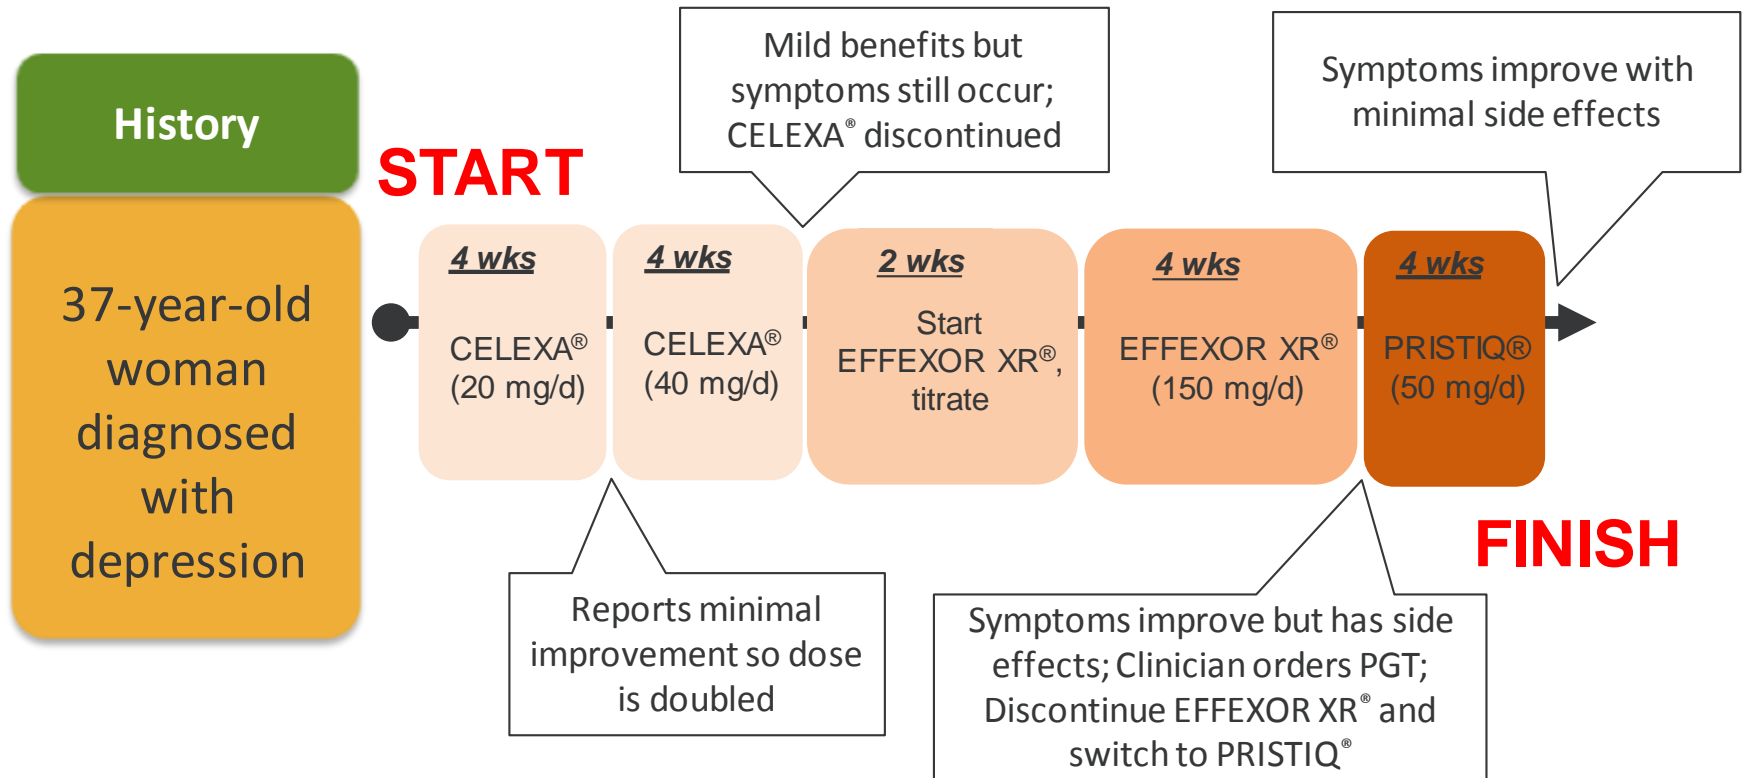 History
37-year-old
woman
diagnosed
with
depression
START
Mild benefits but
symptoms still occur;
CELEXA® discontinued
Symptoms improve with
minimal side effects
4 wks
CELEXA®
(20 mg/d)
4 wks
CELEXA®
(40 mg/d)
2 wks
Start
EFFEXOR XR®,
titrate
4 wks
EFFEXOR XR®
(150 mg/d)
4 wks
PRISTIQ®
(50 mg/d)
FINISH
Reports minimal
improvement so dose
is doubled
Symptoms improve but has side
effects; Clinician orders PGT;
Discontinue EFFEXOR XR® and
switch to PRISTIQ®